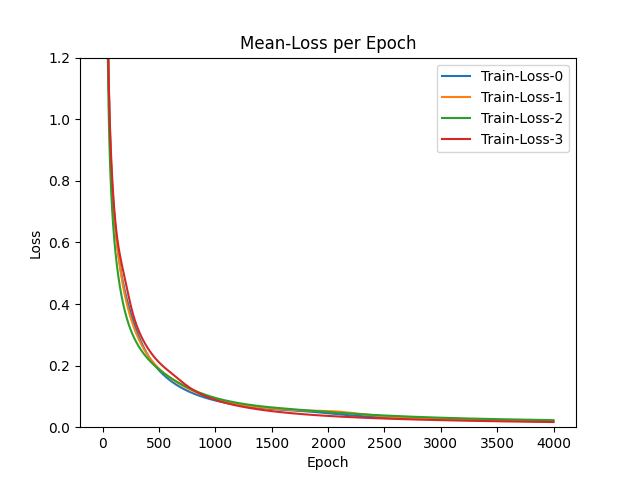 Mean-Loss per Epoch
Train-Loss-0
Train-Loss-1
Train-Loss-2
Train-Loss-3
Loss
1.2
1.0
0.8
0.6
0.4
0.2
0.0
0 500 1000 1500 2000 2500 3000 3500 4000
Epoch